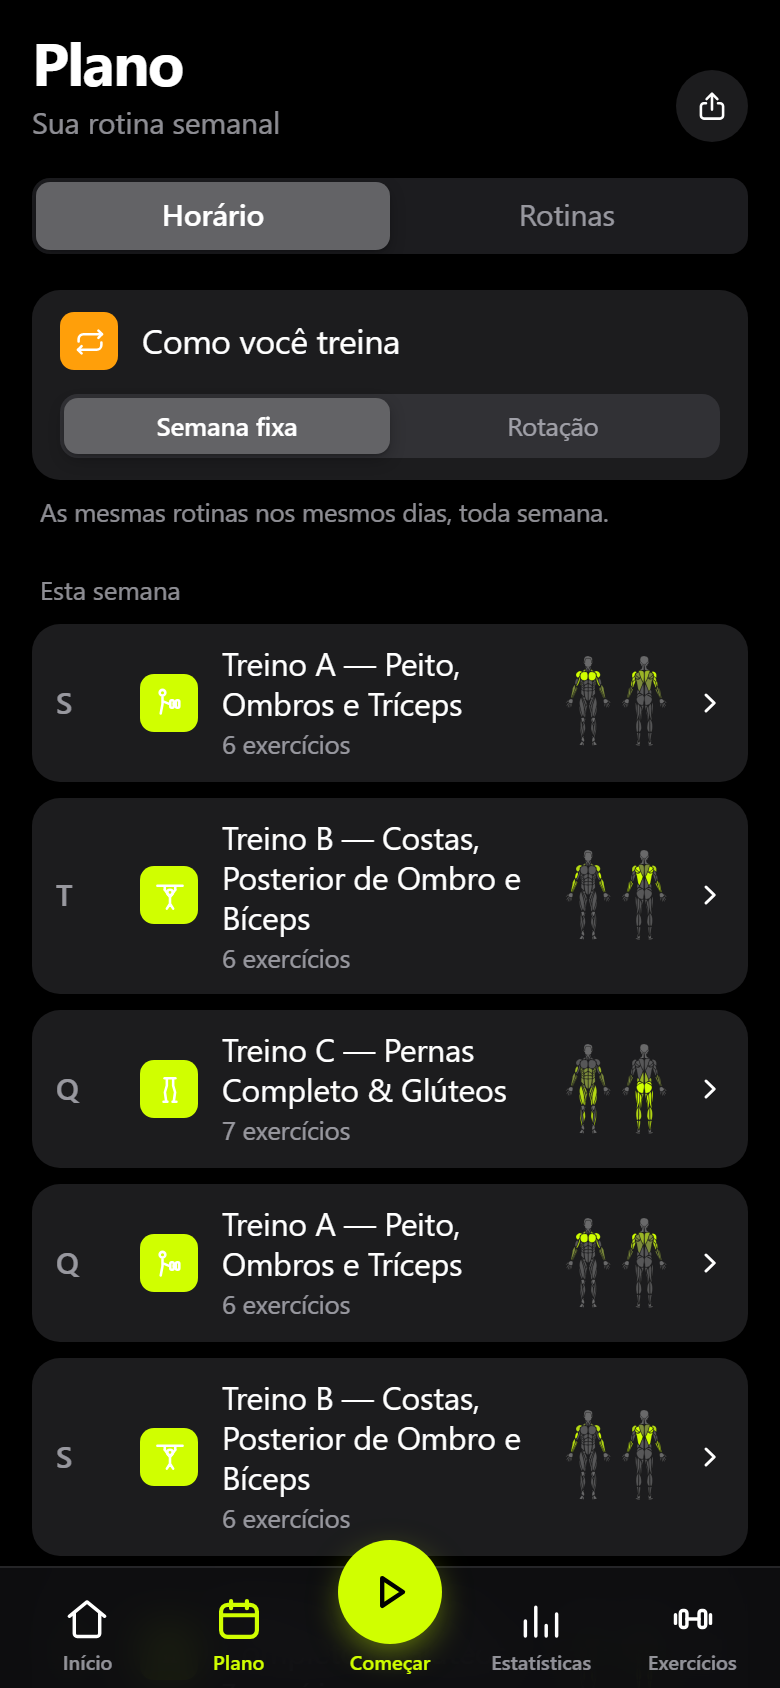 Plano
Sua rotina semanal
Horário
Rotinas
Como você treina
Semana fixa
Rotação
As mesmas rotinas nos mesmos dias, toda semana.
Esta semana
S
Treino A — Peito,
Ombros e Tríceps
6 exercícios
T
Treino B — Costas,
Posterior de Ombro e
Bíceps
6 exercícios
Q
Treino C — Pernas
Completo & Glúteos
7 exercícios
Q
Treino A — Peito,
Ombros e Tríceps
6 exercícios
S
Treino B — Costas,
Posterior de Ombro e
Bíceps
6 exercícios
Início
Plano
Começar
Estatísticas
Exercícios